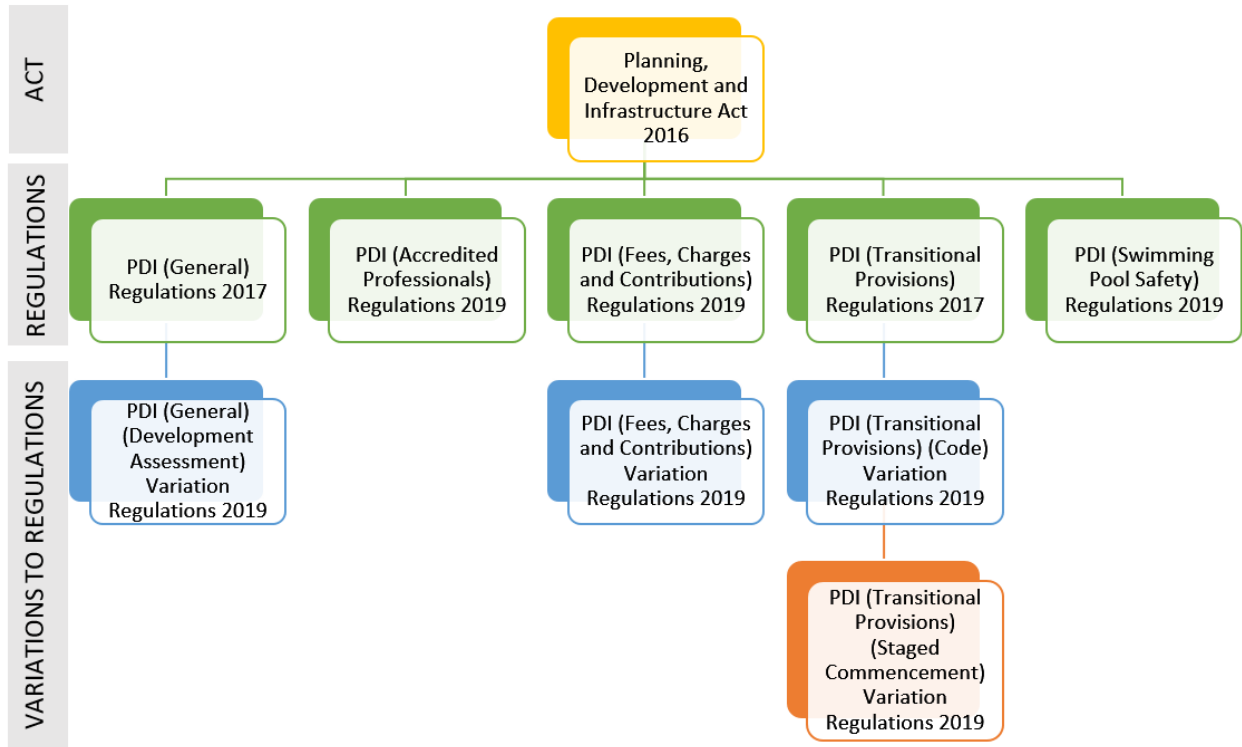 ACT
Planning,
Development and
Infrastructure Act
2016
REGULATIONS
PDI (General)
Regulations 2017
PDI (Accredited
Professionals)
Regulations 2019
PDI (Fees, Charges
and Contributions)
Regulations 2019
PDI (Transitional
Provisions)
Regulations 2017
PDI (Swimming
Pool Safety)
Regulations 2019
VARIATIONS TO REGULATIONS
PDI (General)
(Development
Assessment)
Variation
Regulations 2019
PDI (Fees, Charges
and Contributions)
Variation
Regulations 2019
PDI (Transitional
Provisions) (Code)
Variation
Regulations 2019
PDI (Transitional
Provisions)
(Staged
Commencement)
Variation
Regulations 2019